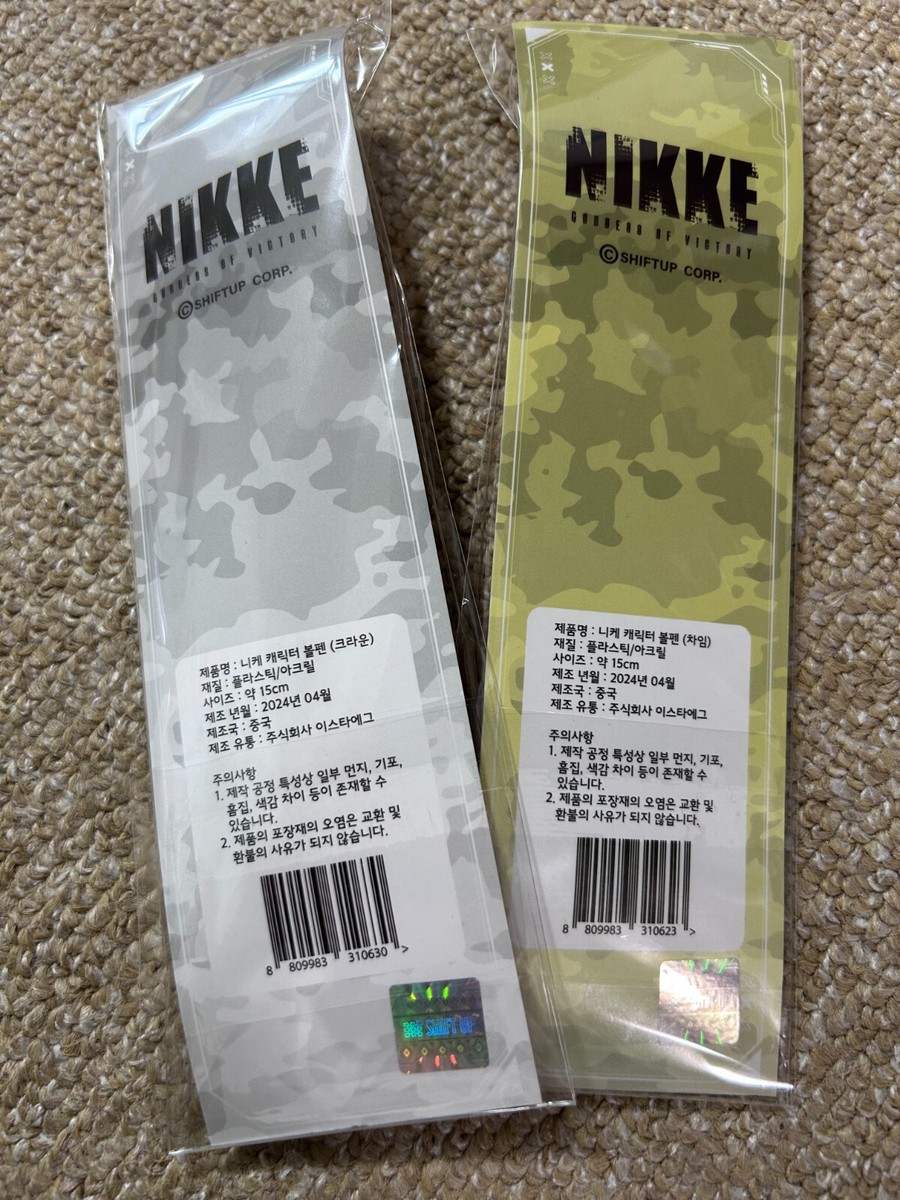 NIKKE
GODDESS OF VICTORY
ⓒSHIFTUP CORP.
제품명 : 니케 캐릭터 볼펜 (크라운)
재질 : 플라스틱/아크릴
사이즈 : 약 15cm
제조 년월 : 2024년 04월
제조국 : 중국
제조 유통 : 주식회사 이스타에그
주의사항
1. 제작 공정 특성상 일부 먼지, 기포,
흠집, 색감 차이 등이 존재할 수
있습니다.
2. 제품의 포장재의 오염은 교환 및
환불의 사유가 되지 않습니다.
8 809983 310630 >
SHIFT UP
NIKKE
GODDESS OF VICTORY
ⓒSHIFTUP CORP.
제품명 : 니케 캐릭터 볼펜 (차임)
재질 : 플라스틱/아크릴
사이즈 : 약 15cm
제조 년월 : 2024년 04월
제조국 : 중국
제조 유통 : 주식회사 이스타에그
주의사항
1. 제작 공정 특성상 일부 먼지, 기포,
흠집, 색감 차이 등이 존재할 수
있습니다.
2. 제품의 포장재의 오염은 교환 및
환불의 사유가 되지 않습니다.
8 809983 310623 >